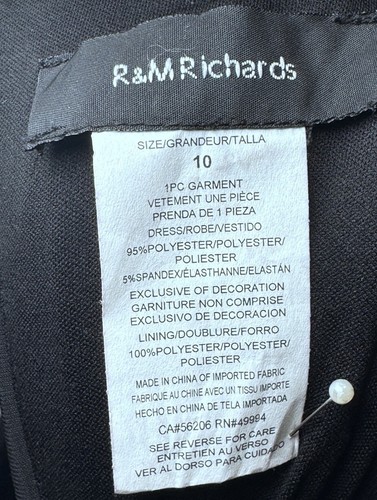 R&M Richards
SIZE/GRANDEUR/TALLA
10
1PC GARMENT
VETEMENT UNE PIÈCE
PRENDA DE 1 PIEZA
DRESS/ROBE/VESTIDO
95%POLYESTER/POLYESTER/
POLIESTER
5%SPANDEX/ÉLASTHANNE/ELASTÁN
EXCLUSIVE OF DECORATION
GARNITURE NON COMPRISE
EXCLUSIVO DE DECORACION
LINING/DOUBLURE/FORRO
100%POLYESTER/POLYESTER/
POLIESTER
MADE IN CHINA OF IMPORTED FABRIC
FABRIQUE AU CHINE AVEC UN TISSU IMPORTE
HECHO EN CHINA DE TELA IMPORTADA
CA#56206 RN#49994
SEE REVERSE FOR CARE
ENTRETIEN AU VERSO
VER AL DORSO PARA CUIDADO